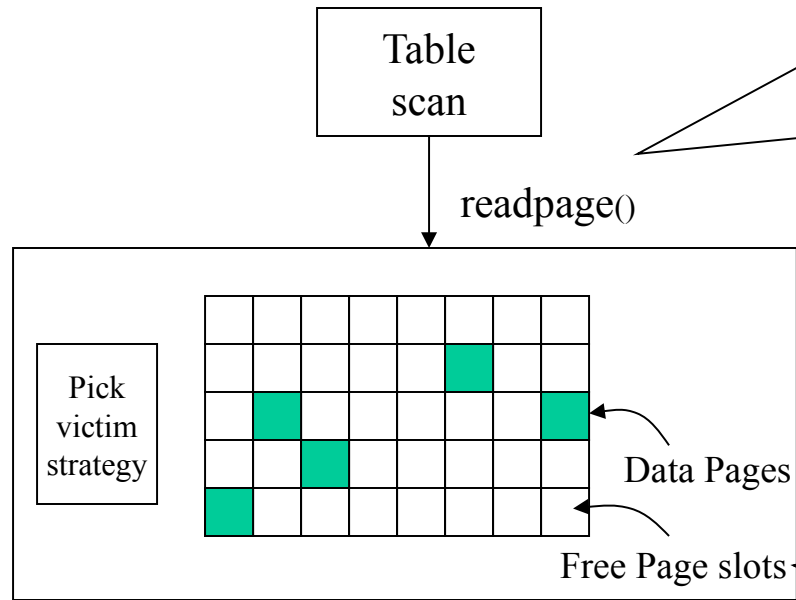 Table
scan
readpage()
Pick
victim
strategy
Data Pages
Free Page slots